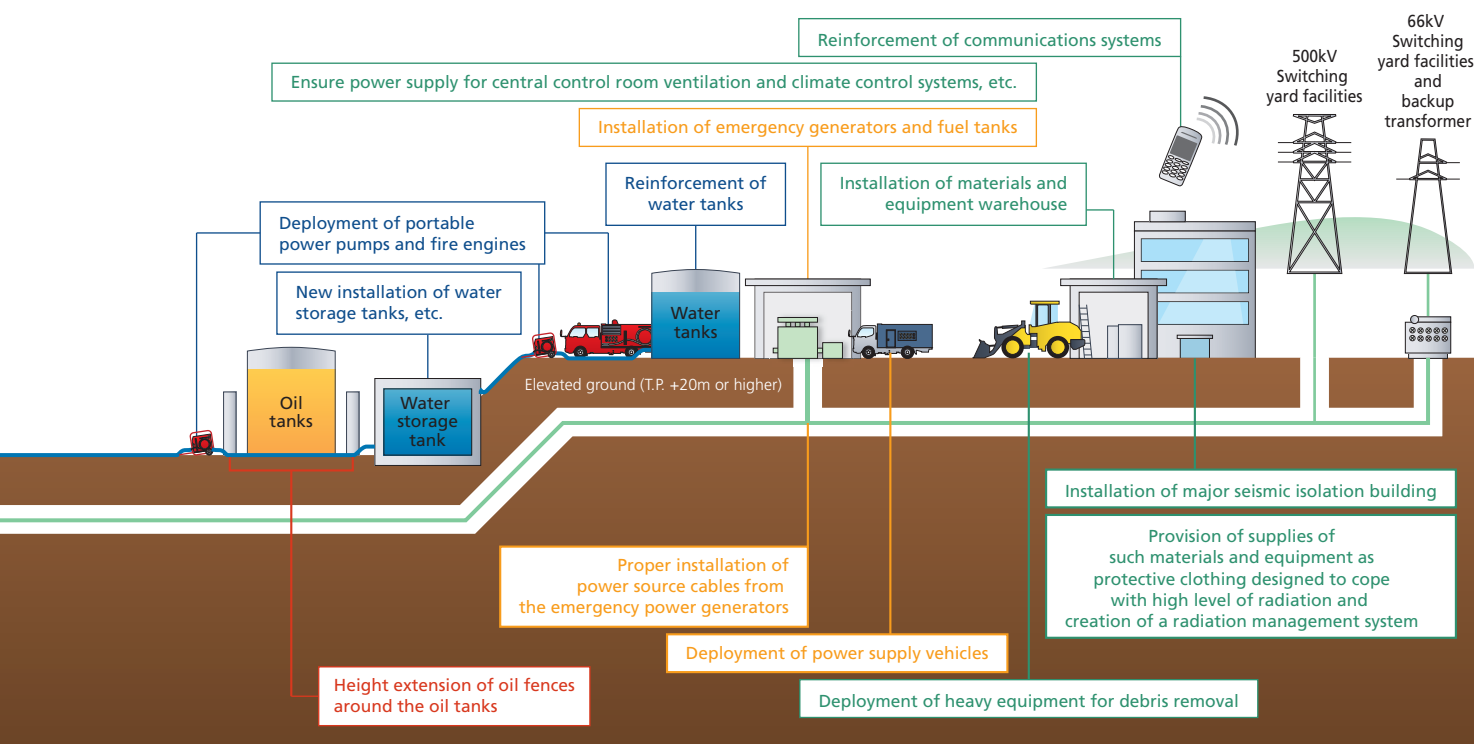 Reinforcement of communications systems
Ensure power supply for central control room ventilation and climate control systems, etc.
Installation of emergency generators and fuel tanks
500kV
Switching
yard facilities
66kV
Switching
yard facilities
and
backup
transformer
Reinforcement of
water tanks
Installation of materials and
equipment warehouse
Deployment of portable
power pumps and fire engines
New installation of water
storage tanks, etc.
Water
tanks
Elevated ground (T.P. +20m or higher)
Oil
tanks
Water
storage
tank
Installation of major seismic isolation building
Provision of supplies of
such materials and equipment as
protective clothing designed to cope
with high level of radiation and
creation of a radiation management system
Proper installation of
power source cables from
the emergency power generators
Deployment of power supply vehicles
Height extension of oil fences
around the oil tanks
Deployment of heavy equipment for debris removal